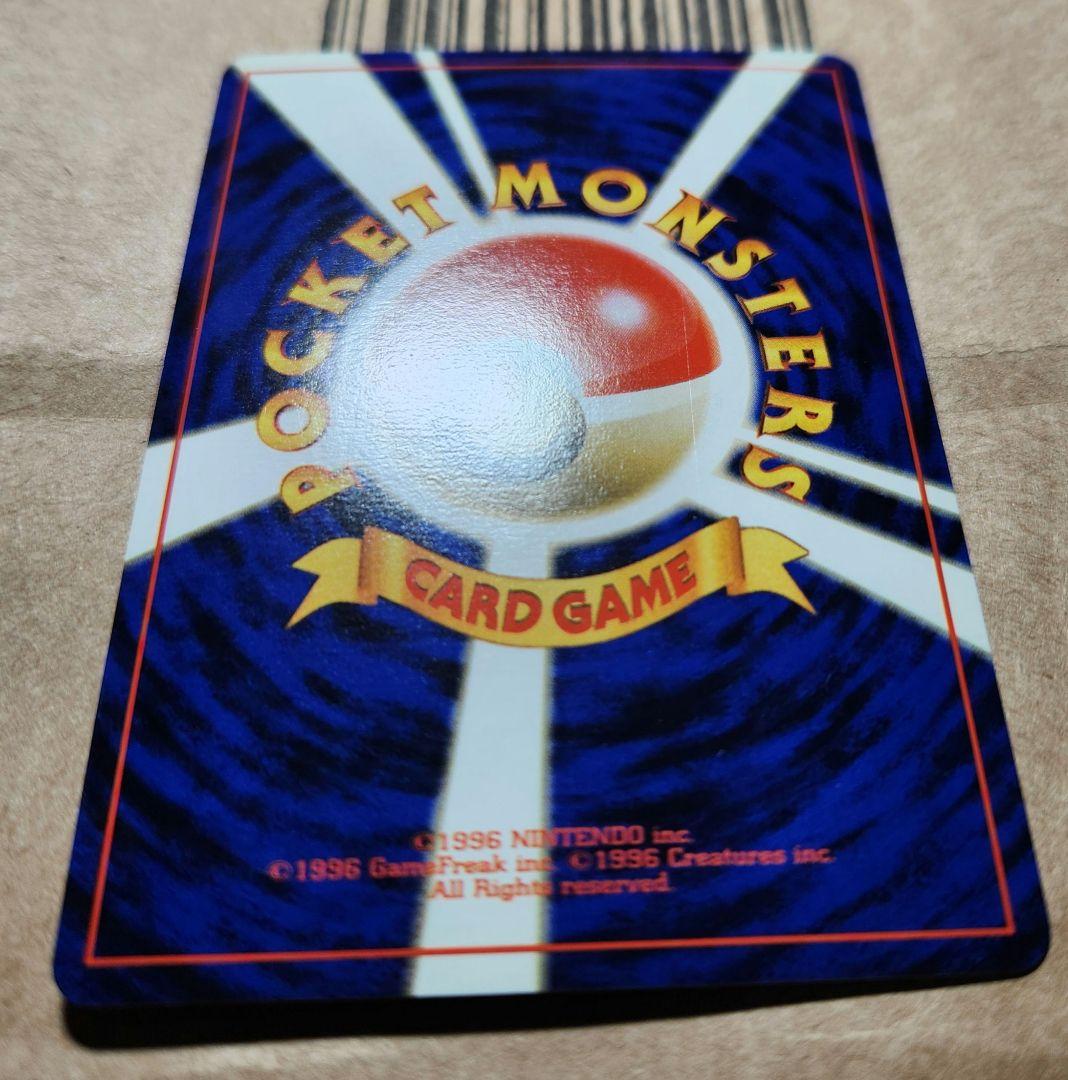 POCKET MONSTERS
CARD GAME
©1996 NINTENDO inc.
©1996 GameFreak inc. ©1996 Creatures inc.
All Rights reserved.